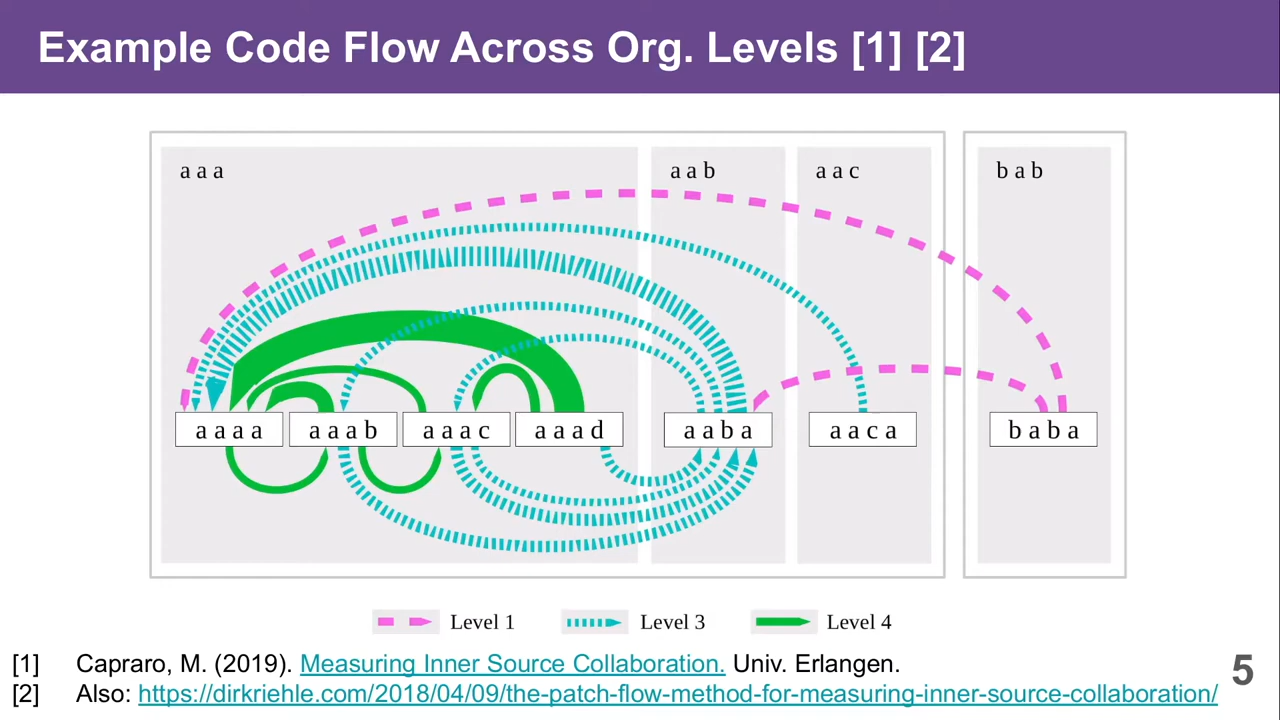 Example Code Flow Across Org. Levels [1] [2]
a a a
a a b
a a c
b a b
a a a a
a a a b
a a a c
a a a d
a a b a
a a c a
b a b a
Level 1
Level 3
Level 4
[1] Capraro, M. (2019). Measuring Inner Source Collaboration. Univ. Erlangen.
[2] Also: https://dirkriehle.com/2018/04/09/the-patch-flow-method-for-measuring-inner-source-collaboration/
5